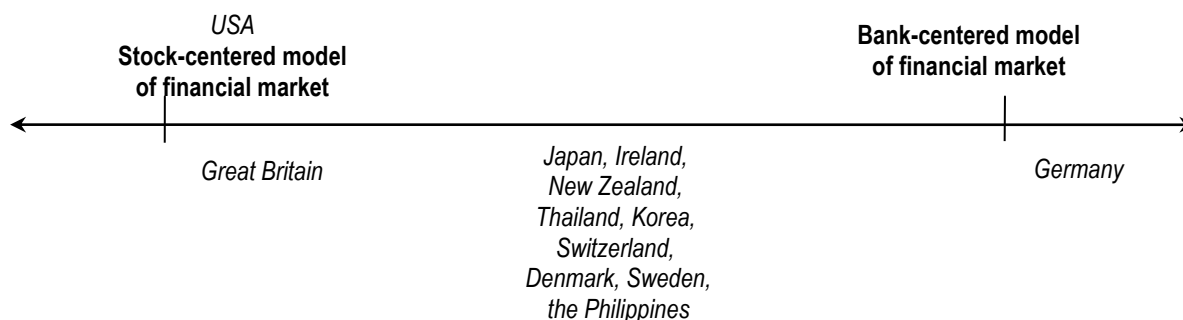 USA
Stock-centered model
of financial market
Bank-centered model
of financial market
Great Britain
Japan, Ireland,
New Zealand,
Thailand, Korea,
Switzerland,
Denmark, Sweden,
the Philippines
Germany